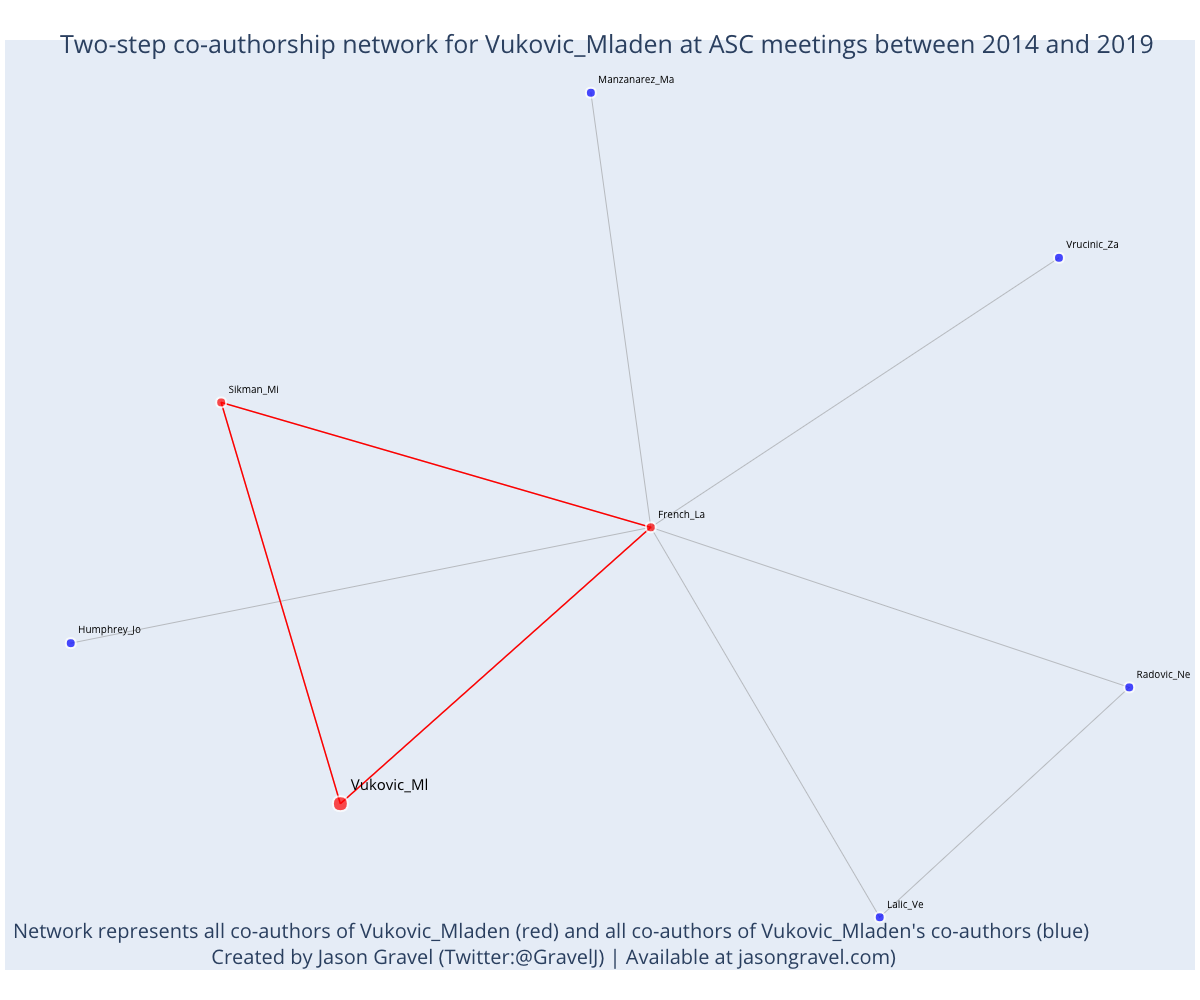 Two-step co-authorship network for Vukovic_Mladen at ASC meetings between 2014 and 2019
Manzanarez_Ma
Vrucinic_Za
Sikman_Mi
French_La
Humphrey_Jo
Radovic_Ne
Vukovic_Ml
Lalic_Ve
Network represents all co-authors of Vukovic_Mladen (red) and all co-authors of Vukovic_Mladen's co-authors (blue)
Created by Jason Gravel (Twitter:@GravelJ) | Available at jasongravel.com)